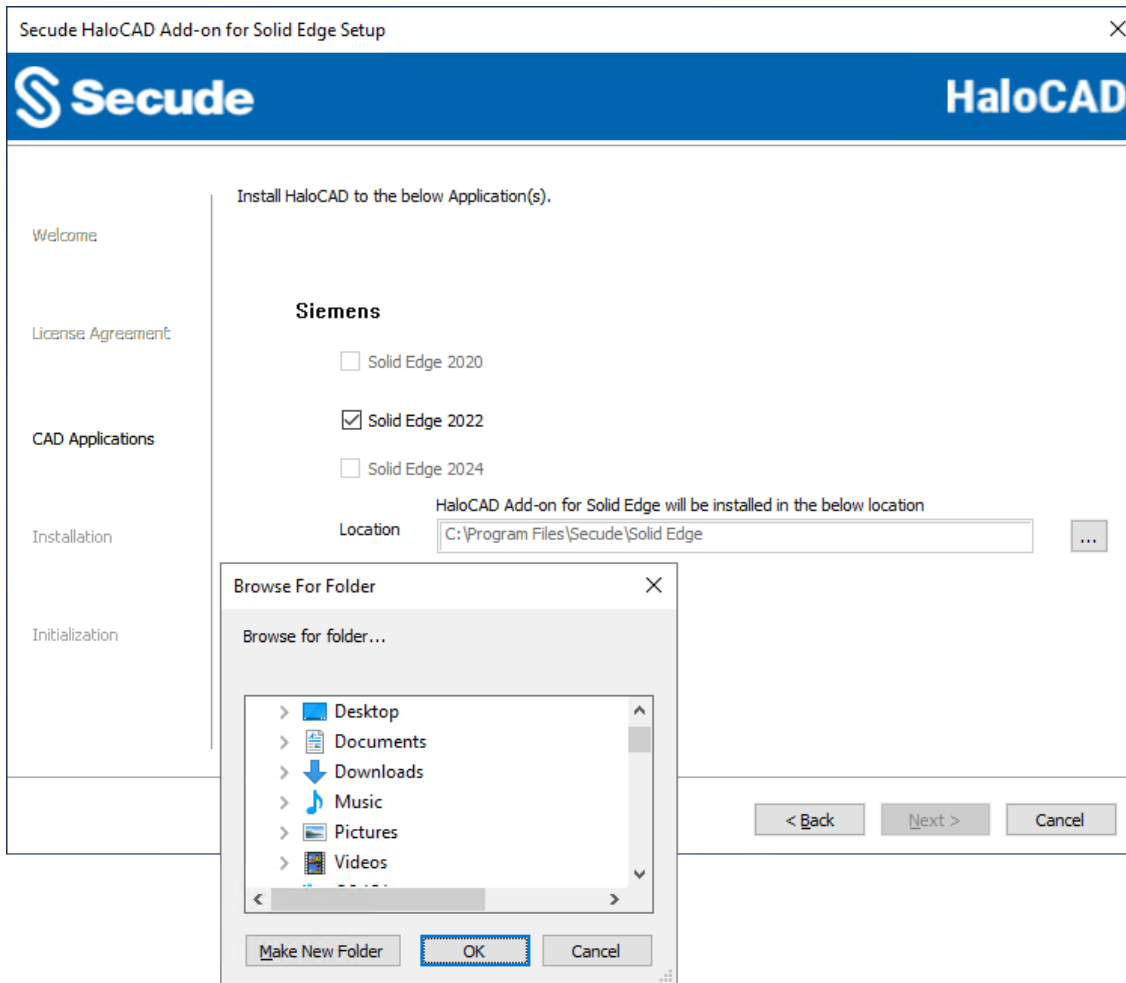 Secude HaloCAD Add-on for Solid Edge Setup
Secude
HaloCAD
Install HaloCAD to the below Application(s).
Welcome
License Agreement
CAD Applications
Installation
Initialization
Siemens
Solid Edge 2020
Solid Edge 2022
Solid Edge 2024
HaloCAD Add-on for Solid Edge will be installed in the below location
Location
C:\Program Files\Secude\Solid Edge
...
Browse For Folder
Browse for folder...
Desktop
Documents
Downloads
Music
Pictures
Videos
Make New Folder
OK
Cancel
< Back
Next >
Cancel